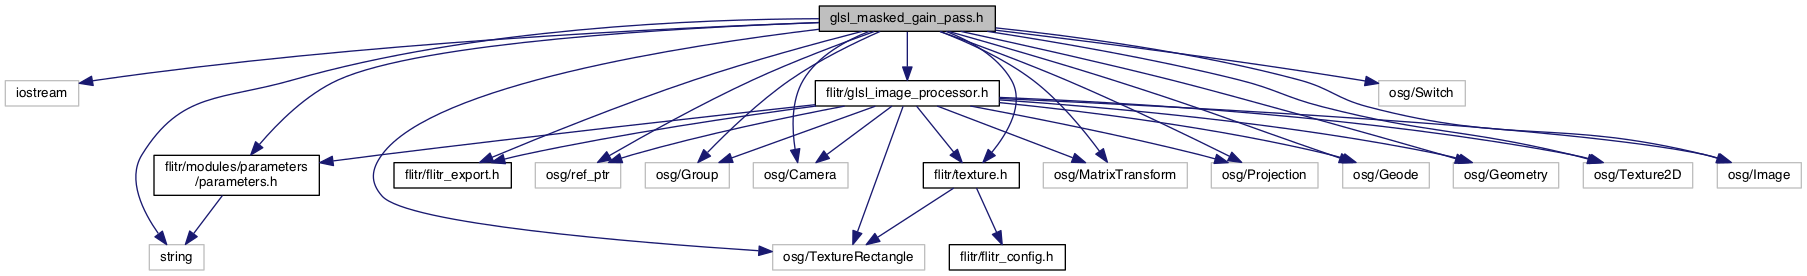 glsl_masked_gain_pass.h
iostream
flitr/glsl_image_processor.h
osg/Switch
flitr/modules/parameters
/parameters.h
flitr/flitr_export.h
osg/ref_ptr
osg/Group
osg/Camera
flitr/texture.h
osg/MatrixTransform
osg/Projection
osg/Geode
osg/Geometry
osg/Texture2D
osg/Image
string
osg/TextureRectangle
flitr/flitr_config.h